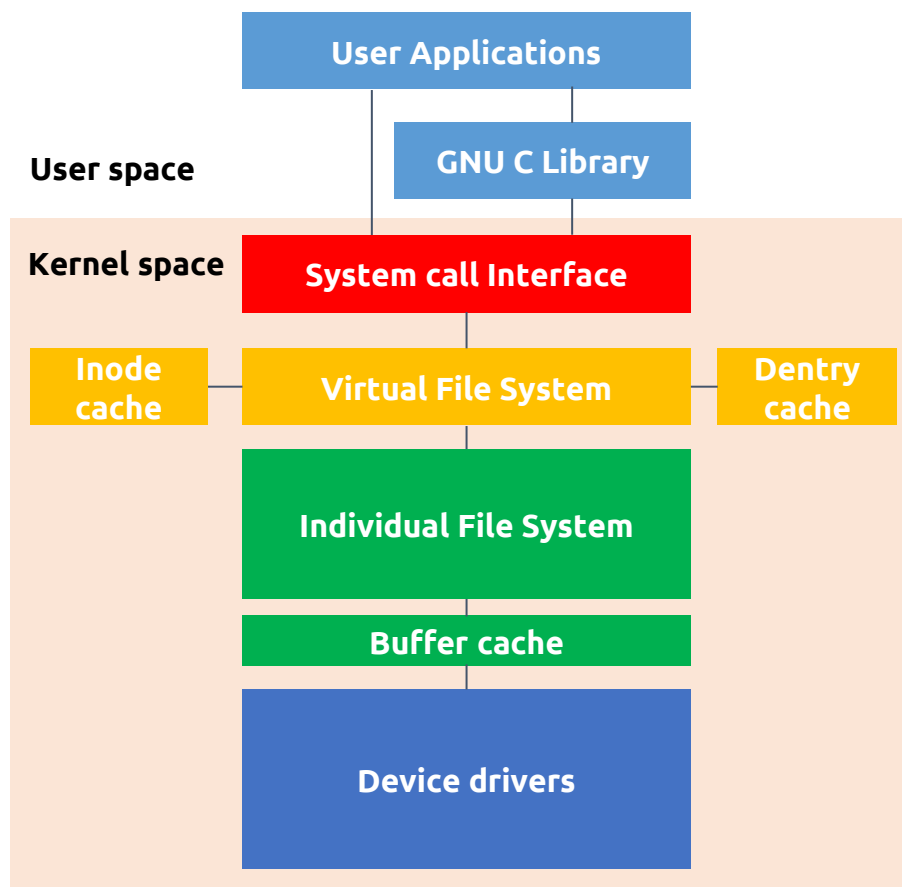 User Applications
GNU C Library
User space
Kernel space
System call Interface
Inode
cache
Virtual File System
Dentry
cache
Individual File System
Buffer cache
Device drivers